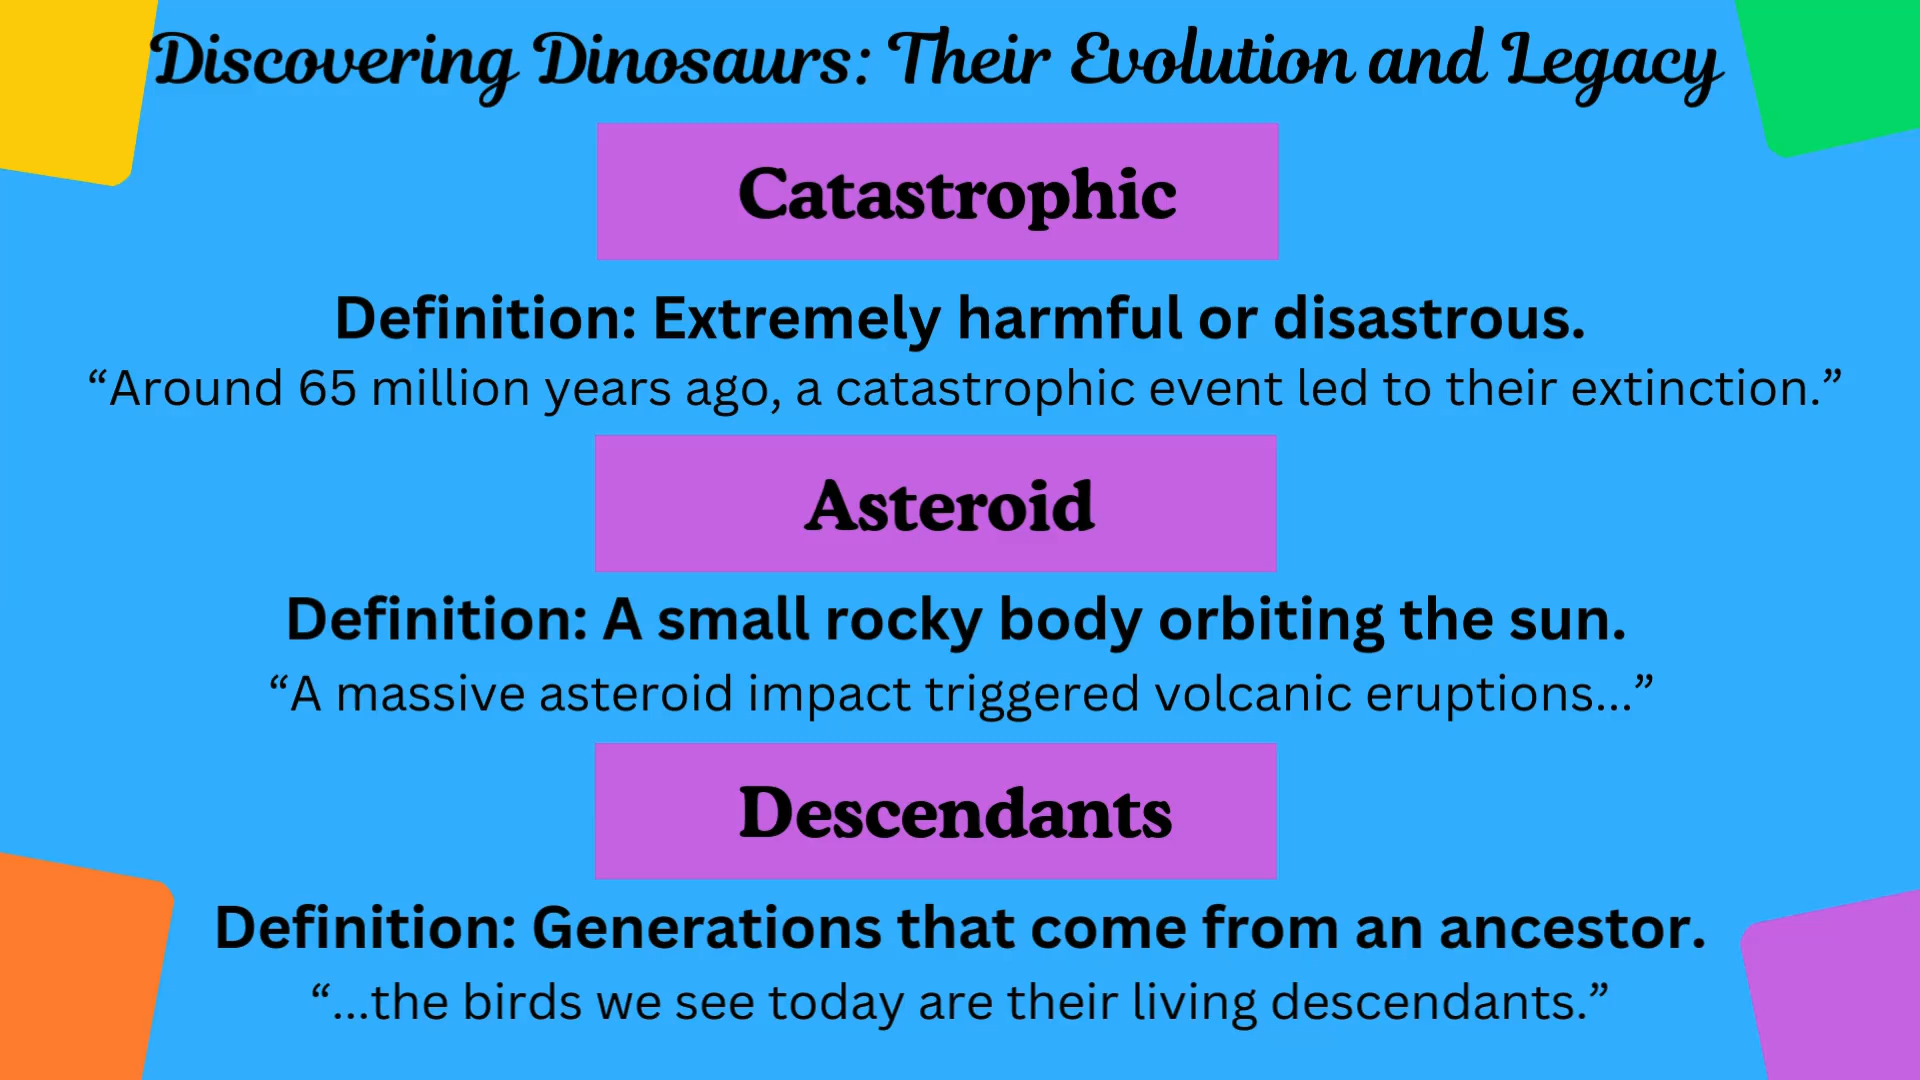 Discovering Dinosaurs: Their Evolution and Legacy
Catastrophic
Definition: Extremely harmful or disastrous.
“Around 65 million years ago, a catastrophic event led to their extinction.”
Asteroid
Definition: A small rocky body orbiting the sun.
“A massive asteroid impact triggered volcanic eruptions...”
Descendants
Definition: Generations that come from an ancestor.
“...the birds we see today are their living descendants.”